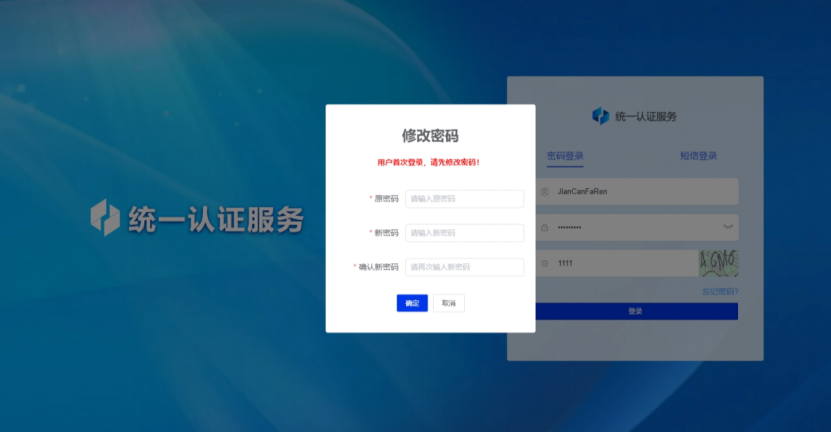 统一认证服务
修改密码
用户首次登录，请先修改密码！
* 原密码 请输入原密码
* 新密码 请输入新密码
* 确认新密码 请再次输入新密码
确定 取消
统一认证服务
密码登录 短信登录
JianCanFaRen
•••••••••
1111 AGMO
忘记密码?
登录